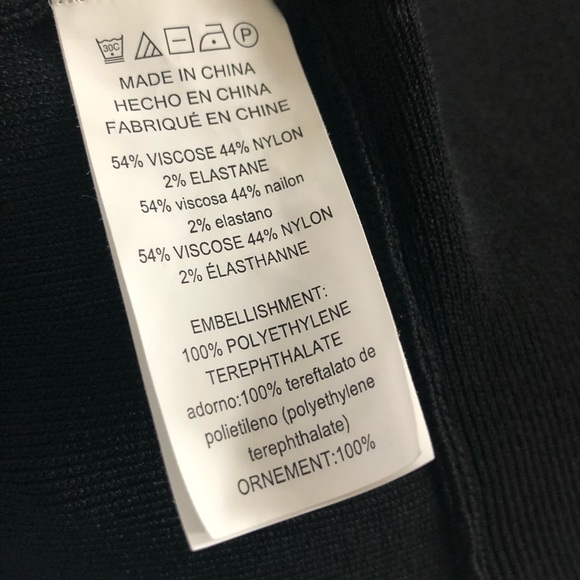 30C P
MADE IN CHINA
HECHO EN CHINA
FABRIQUÉ EN CHINE
54% VISCOSE 44% NYLON
2% ELASTANE
54% viscosa 44% nailon
2% elastano
54% VISCOSE 44% NYLON
2% ÉLASTHANNE
EMBELLISHMENT:
100% POLYETHYLENE
TEREPHTHALATE
adorno:100% tereftalato de
polietileno (polyethylene
terephthalate)
ORNEMENT:100%